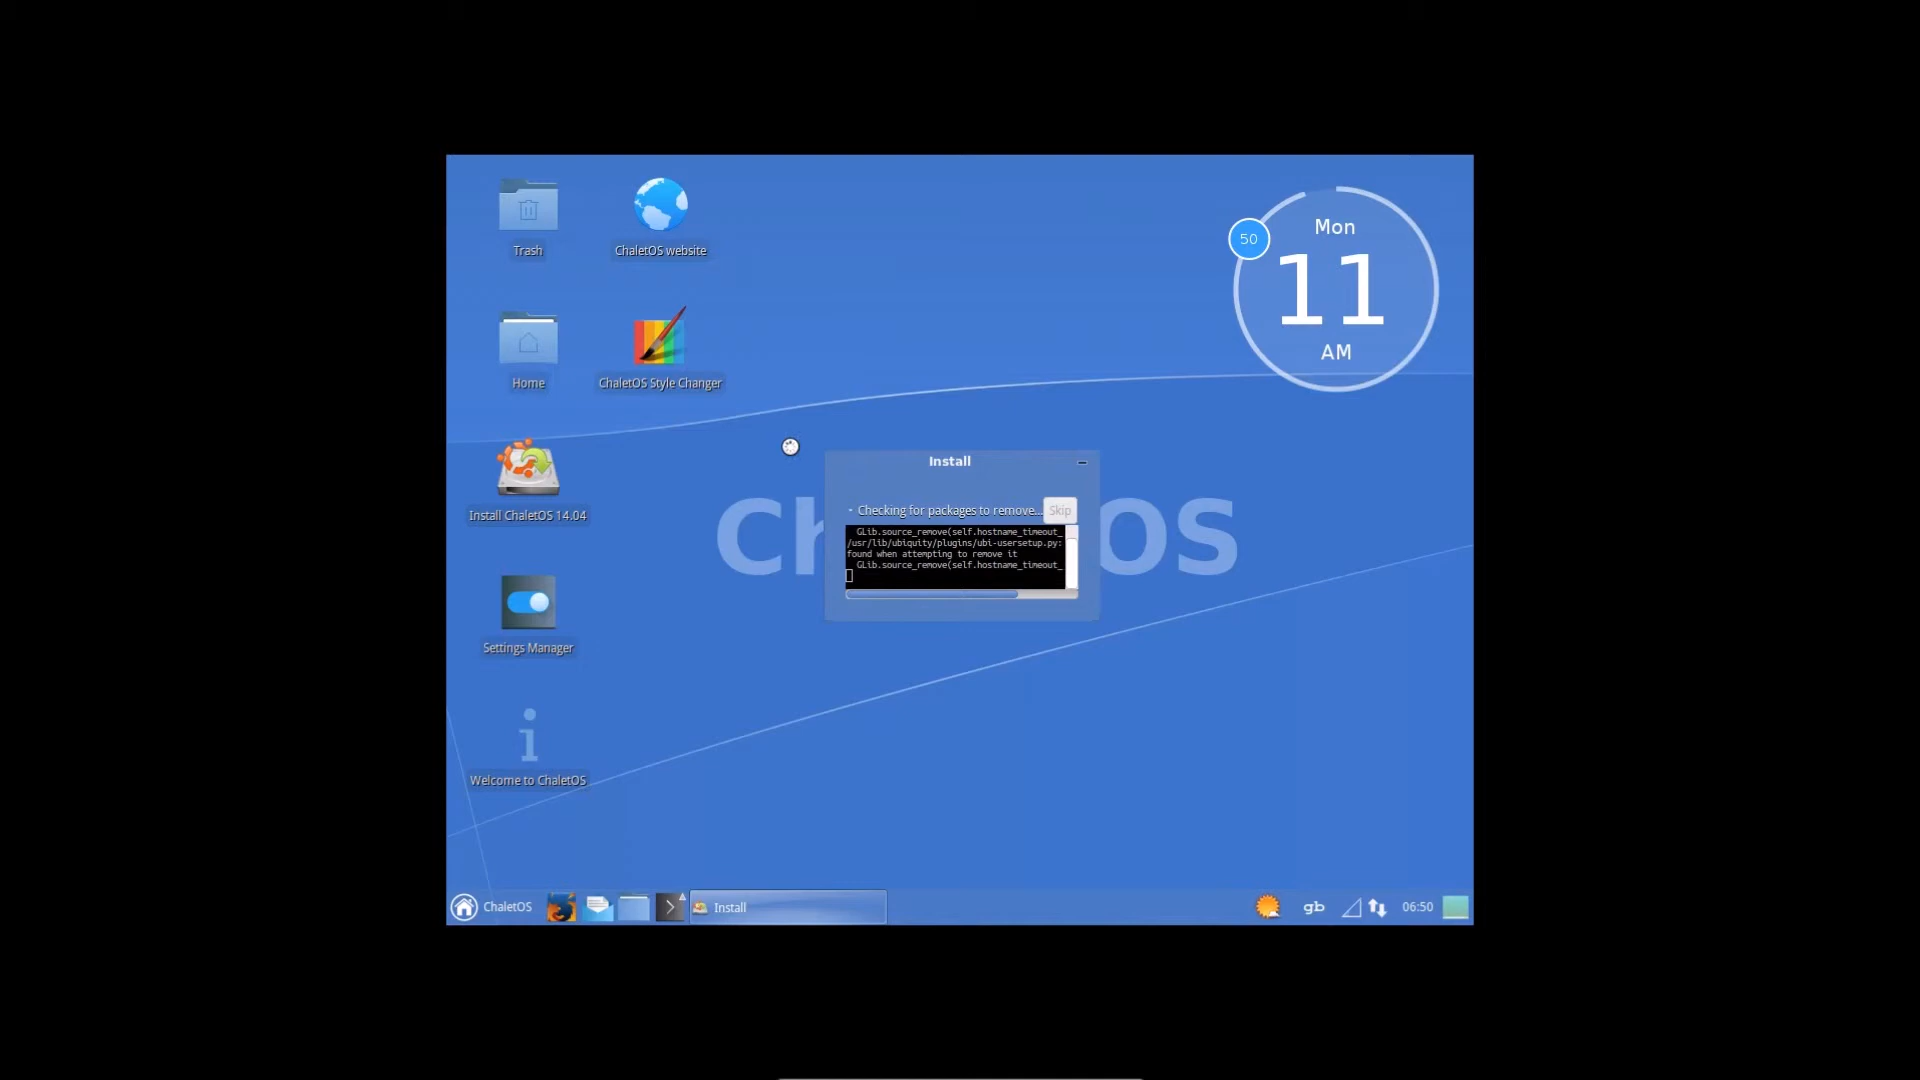 Trash
ChaletOS website
50
Mon
11
AM
Home
ChaletOS Style Changer
Install
Checking for packages to remove...
Skip
GLib.source_remove(self.hostname_timeout_
/usr/lib/ubiquity/plugins/ubi-usersetup.py:
found when attempting to remove it
GLib.source_remove(self.hostname_timeout_
OS
Install ChaletOS 14.04
Settings Manager
i
Welcome to ChaletOS
ChaletOS
Install
gb
06:50